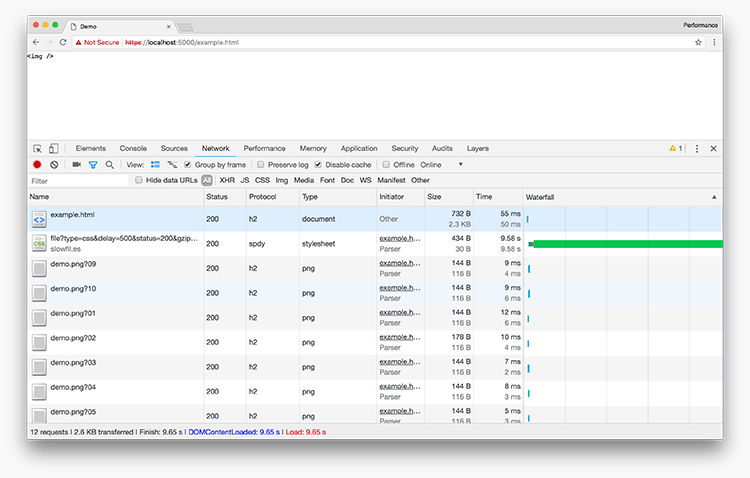 Demo
Performance
Not Secure https://localhost:5000/example.html
<img />
Elements Console Sources Network Performance Memory Application Security Audits Layers 1
View: Group by frame Preserve log Disable cache Offline Online
Filter Hide data URLs All XHR JS CSS Img Media Font Doc WS Manifest Other
Name Status Protocol Type Initiator Size Time Waterfall
example.html 200 h2 document Other 732 B 55 ms
2.3 KB 50 ms
file?type=css&delay=500&status=200&gzip... 200 spdy stylesheet example.h... 434 B 9.58 s
slowfil.es Parser 30 B 9.58 s
demo.png?09 200 h2 png example.h... 144 B 9 ms
Parser 116 B 4 ms
demo.png?10 200 h2 png example.h... 144 B 9 ms
Parser 116 B 6 ms
demo.png?01 200 h2 png example.h... 144 B 12 ms
Parser 116 B 6 ms
demo.png?02 200 h2 png example.h... 178 B 10 ms
Parser 116 B 4 ms
demo.png?03 200 h2 png example.h... 144 B 7 ms
Parser 116 B 2 ms
demo.png?04 200 h2 png example.h... 144 B 8 ms
Parser 116 B 3 ms
demo.png?05 200 h2 png example.h... 144 B 5 ms
Parser 116 B 3 ms
12 requests | 2.6 KB transferred | Finish: 9.65 s | DOMContentLoaded: 9.65 s | Load: 9.65 s